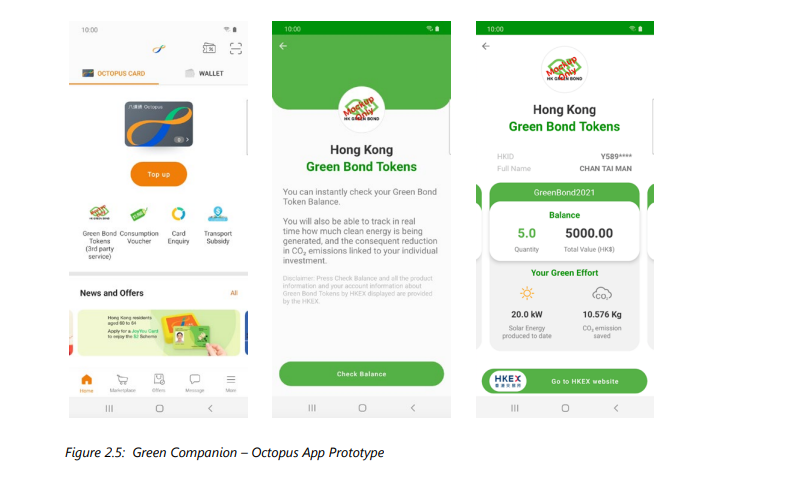 10:00
OCTOPUS CARD
WALLET
八達通 Octopus
Top up
Green Bond
Tokens
(3rd party
service)
Consumption
Voucher
Card
Enquiry
Transport
Subsidy
News and Offers
All
Hong Kong residents
aged 60 to 64
Apply for a JoyYou Card
to enjoy the $2 Scheme
Home
Marketplace
Offers
Message
More
10:00
Mockup
Only
HK GREEN BOND
Hong Kong
Green Bond Tokens
You can instantly check your Green Bond
Token Balance.
You will also be able to track in real
time how much clean energy is being
generated, and the consequent reduction
in CO₂ emissions linked to your individual
investment.
Disclaimer: Press Check Balance and all the product
information and your account information about
Green Bond Tokens by HKEX displayed are provided
by the HKEX.
Check Balance
10:00
Mockup
Only
HK GREEN BOND
Hong Kong
Green Bond Tokens
HKID
Y589****
Full Name
CHAN TAI MAN
GreenBond2021
Balance
5.0
5000.00
Quantity
Total Value (HK$)
Your Green Effort
CO₂
20.0 kW
10.576 Kg
Solar Energy
produced to date
CO₂ emission
saved
HKEX
香港交易所
Go to HKEX website
Figure 2.5: Green Companion – Octopus App Prototype